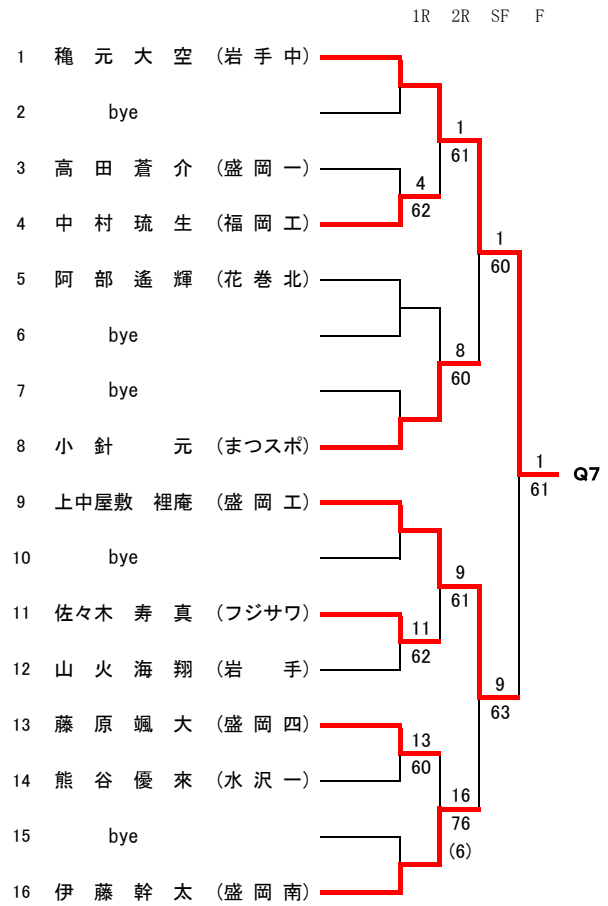 1R 2R SF F
1 穐元大空 (岩手中)
2 bye
1
61
3 高田蒼介 (盛岡一)
4
62
4 中村琉生 (福岡工)
1
60
5 阿部遙輝 (花巻北)
6 bye
8
60
7 bye
8 小針元 (まつスポ)
1
61
Q7
9 上中屋敷 裡庵 (盛岡工)
10 bye
9
61
11 佐々木寿真 (フジサワ)
11
62
12 山火海翔 (岩手)
9
63
13 藤原颯大 (盛岡四)
13
60
14 熊谷優來 (水沢一)
16
76
(6)
15 bye
16 伊藤幹太 (盛岡南)